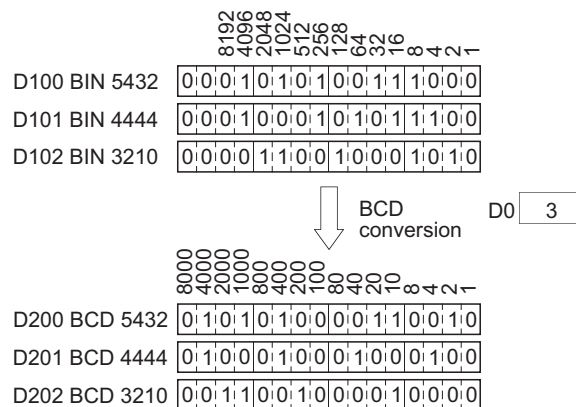 8192 4096 2048 1024 512 256 128 64 32 16 8 4 2 1
D100 BIN 5432 0 0 0 1 0 1 0 1 0 0 1 1 1 0 0 0
D101 BIN 4444 0 0 0 1 0 0 0 1 0 1 0 1 1 1 0 0
D102 BIN 3210 0 0 0 0 1 1 0 0 1 0 0 0 1 0 1 0
BCD
conversion
D0 3
8000 4000 2000 1000 800 400 200 100 80 40 20 10 8 4 2 1
D200 BCD 5432 0 1 0 1 0 1 0 0 0 0 1 1 0 0 1 0
D201 BCD 4444 0 1 0 0 0 1 0 0 0 1 0 0 0 1 0 0
D202 BCD 3210 0 0 1 1 0 0 1 0 0 0 0 1 0 0 0 0